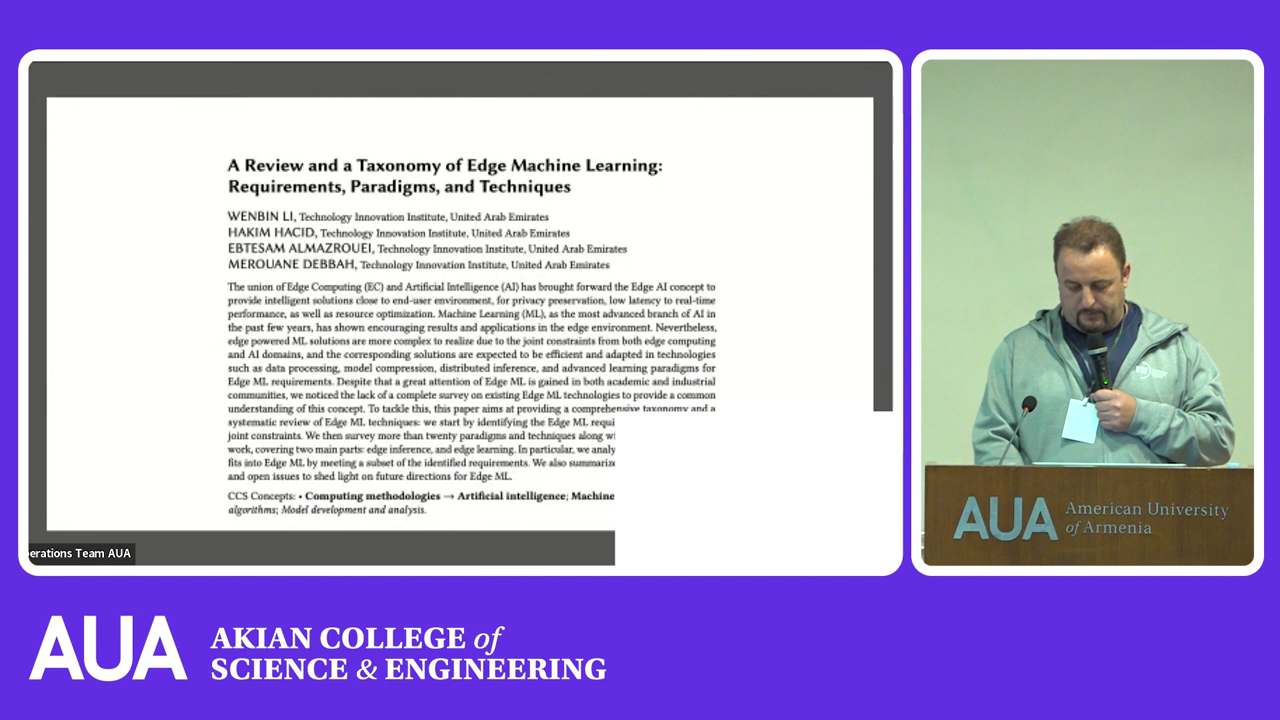 A Review and a Taxonomy of Edge Machine Learning:
Requirements, Paradigms, and Techniques
WENBIN LI, Technology Innovation Institute, United Arab Emirates
HAKIM HACID, Technology Innovation Institute, United Arab Emirates
EBTESAM ALMAZROUEI, Technology Innovation Institute, United Arab Emirates
MEROUANE DEBBAH, Technology Innovation Institute, United Arab Emirates
The union of Edge Computing (EC) and Artificial Intelligence (AI) has brought forward the Edge AI concept to
provide intelligent solutions close to end-user environment, for privacy preservation, low latency to real-time
performance, as well as resource optimization. Machine Learning (ML), as the most advanced branch of AI in
the past few years, has shown encouraging results and applications in the edge environment. Nevertheless,
edge powered ML solutions are more complex to realize due to the joint constraints from both edge computing
and AI domains, and the corresponding solutions are expected to be efficient and adapted in technologies
such as data processing, model compression, distributed inference, and advanced learning paradigms for
Edge ML requirements. Despite that a great attention of Edge ML is gained in both academic and industrial
communities, we noticed the lack of a complete survey on existing Edge ML technologies to provide a common
understanding of this concept. To tackle this, this paper aims at providing a comprehensive taxonomy and a
systematic review of Edge ML techniques: we start by identifying the Edge ML requi
joint constraints. We then survey more than twenty paradigms and techniques along wi
work, covering two main parts: edge inference, and edge learning. In particular, we analy
fits into Edge ML by meeting a subset of the identified requirements. We also summarize
and open issues to shed light on future directions for Edge ML.
CCS Concepts: • Computing methodologies → Artificial intelligence; Machine
algorithms; Model development and analysis.
erations Team AUA
AUA American University
of Armenia
AUA AKIAN COLLEGE of
SCIENCE & ENGINEERING